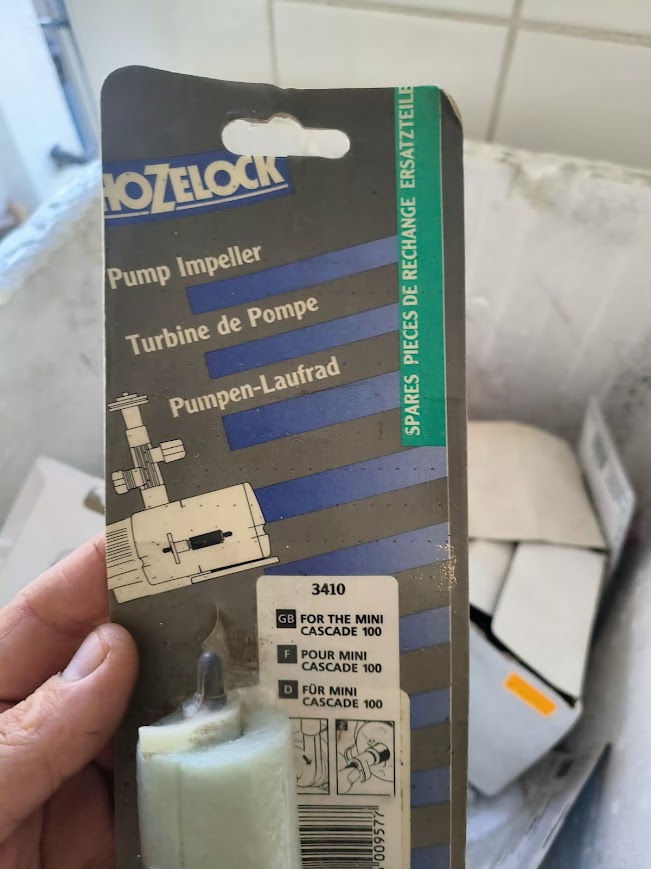 HOZELOCK
Pump Impeller
Turbine de Pompe
Pumpen-Laufrad
SPARES PIECES DE RECHANGE ERSATZTEILE
3410
GB FOR THE MINI
CASCADE 100
F POUR MINI
CASCADE 100
D FÜR MINI
CASCADE 100
009577